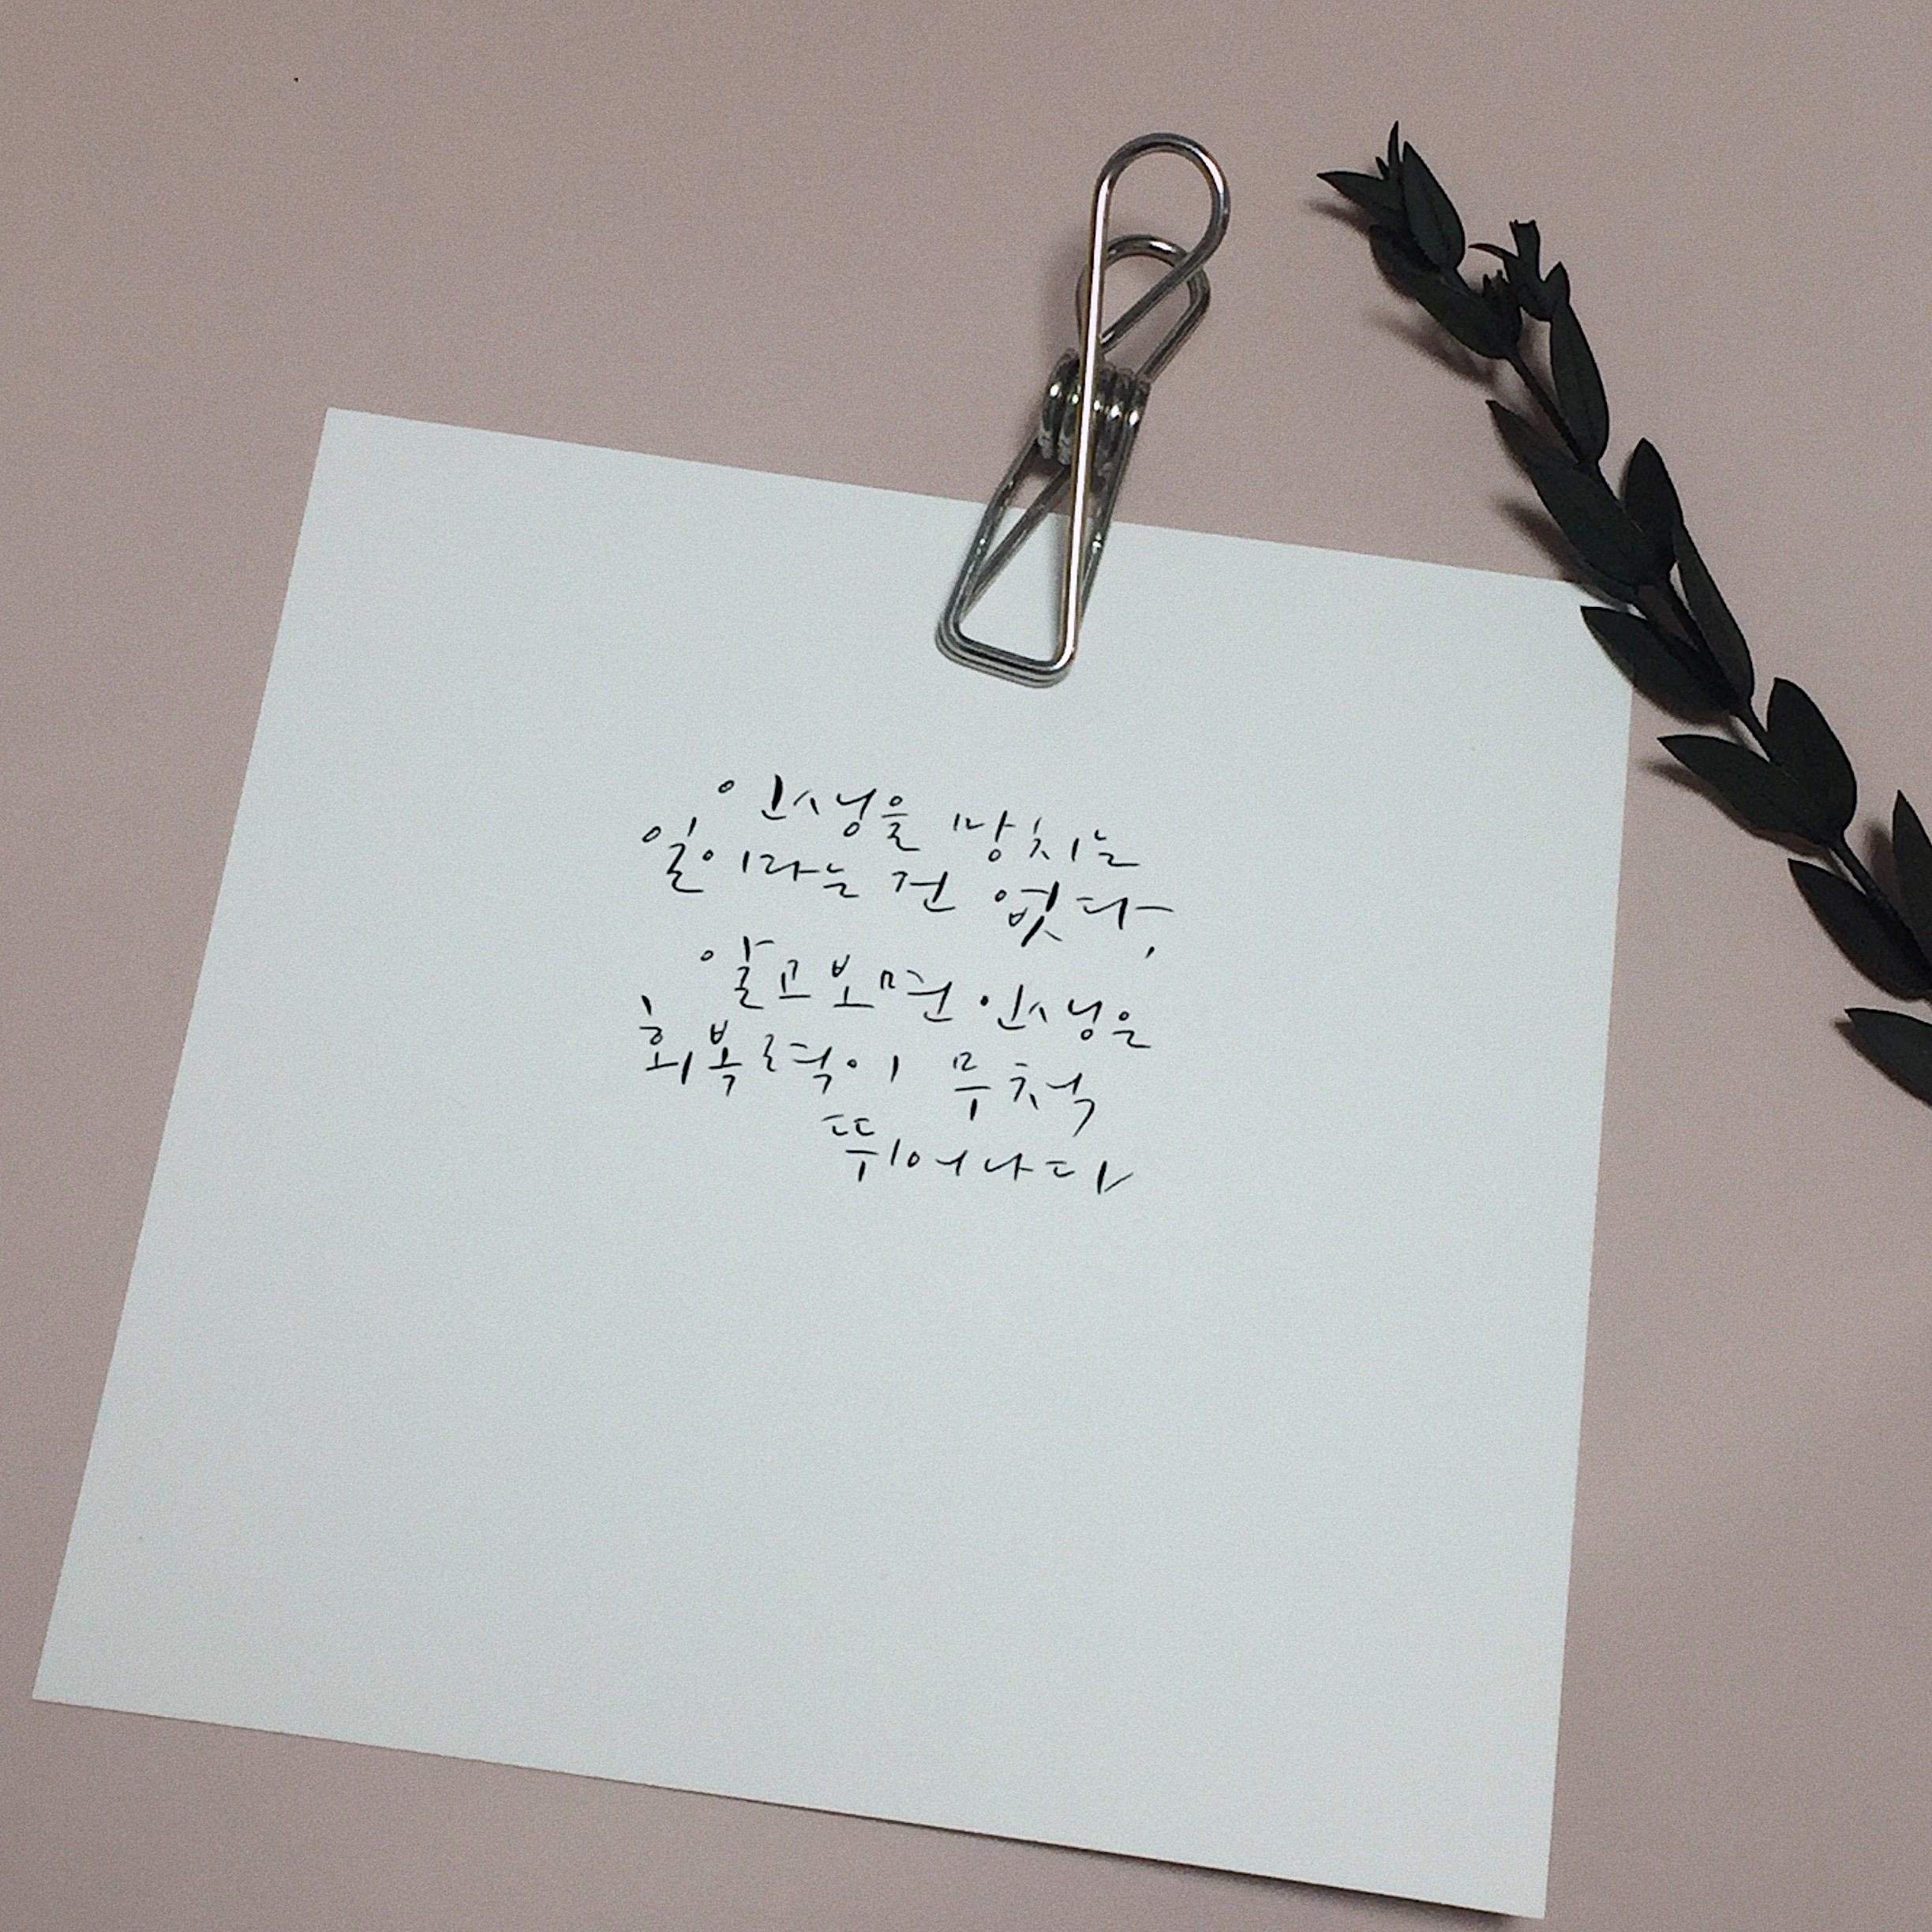 인생을 망치는
일이라는 건 없다,
알고보면 인생은
회복력이 무척
뛰어나다